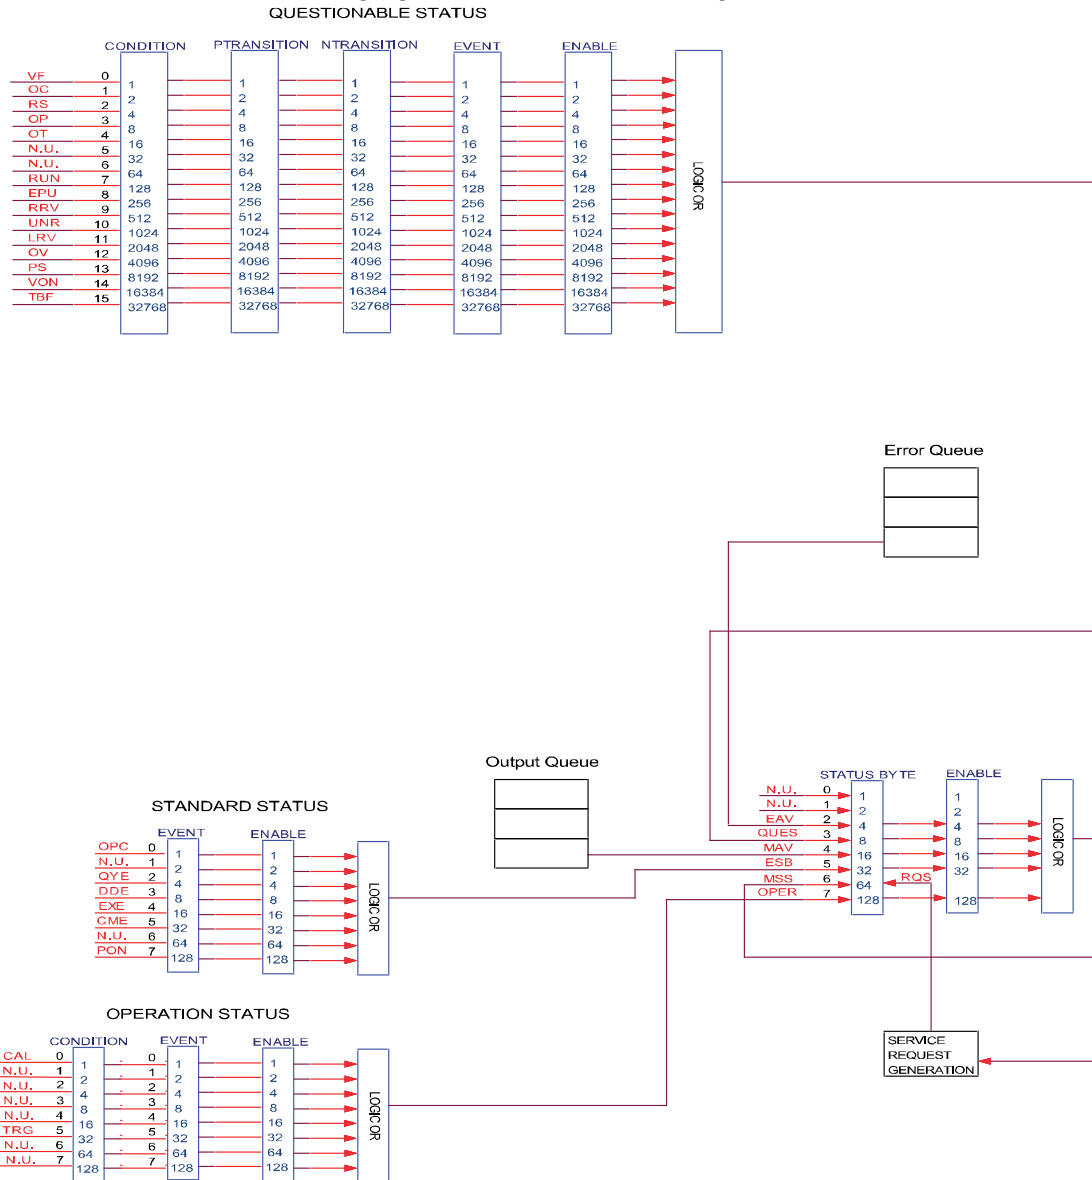 QUESTIONABLE STATUS
CONDITION PTRANSITION NTRANSITION EVENT ENABLE
VF 0 1 1 1 1 1
OC 1 2 2 2 2 2
RS 2 4 4 4 4 4
OP 3 8 8 8 8 8
OT 4 16 16 16 16 16
N.U. 5 32 32 32 32 32
N.U. 6 64 64 64 64 64
RUN 7 128 128 128 128 128
EPU 8 256 256 256 256 256
RRV 9 512 512 512 512 512
UNR 10 1024 1024 1024 1024 1024
LRV 11 2048 2048 2048 2048 2048
OV 12 4096 4096 4096 4096 4096
PS 13 8192 8192 8192 8192 8192
VON 14 16384 16384 16384 16384 16384
TBF 15 32768 32768 32768 32768 32768
LOGIC OR
Error Queue
Output Queue
STATUS BYTE ENABLE
N.U. 0 1 1
N.U. 1 2 2
EAV 2 4 4
QUES 3 8 8
MAV 4 16 16
ESB 5 32 32
MSS 6 64 RQS
OPER 7 128 128
LOGIC OR
STANDARD STATUS
EVENT ENABLE
OPC 0 1 1
N.U. 1 2 2
QYE 2 4 4
DDE 3 8 8
EXE 4 16 16
CME 5 32 32
N.U. 6 64 64
PON 7 128 128
LOGIC OR
OPERATION STATUS
CONDITION EVENT ENABLE
CAL 0 1 0 1 1
N.U. 1 2 1 2 2
N.U. 2 4 2 4 4
N.U. 3 8 3 8 8
N.U. 4 16 4 16 16
TRG 5 32 5 32 32
N.U. 6 64 6 64 64
N.U. 7 128 7 128 128
LOGIC OR
SERVICE
REQUEST
GENERATION